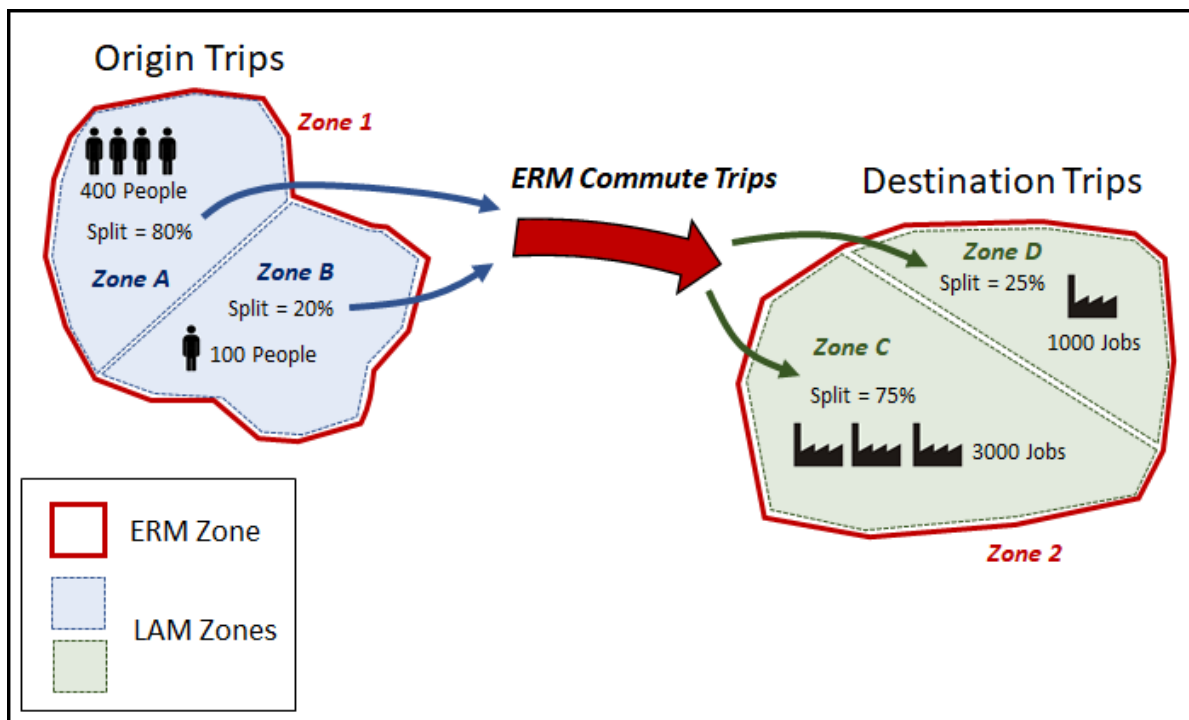 Origin Trips
Zone 1
400 People
Split = 80%
Zone A
Zone B
Split = 20%
100 People
ERM Commute Trips
Destination Trips
Zone D
Split = 25%
1000 Jobs
Zone C
Split = 75%
3000 Jobs
Zone 2
ERM Zone
LAM Zones